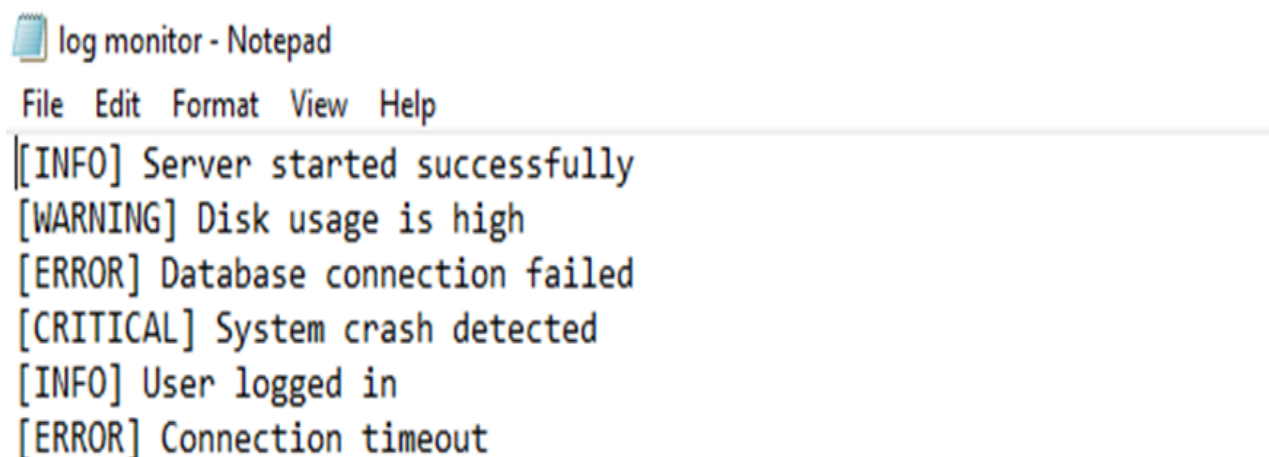 log monitor - Notepad
File Edit Format View Help
[INFO] Server started successfully
[WARNING] Disk usage is high
[ERROR] Database connection failed
[CRITICAL] System crash detected
[INFO] User logged in
[ERROR] Connection timeout